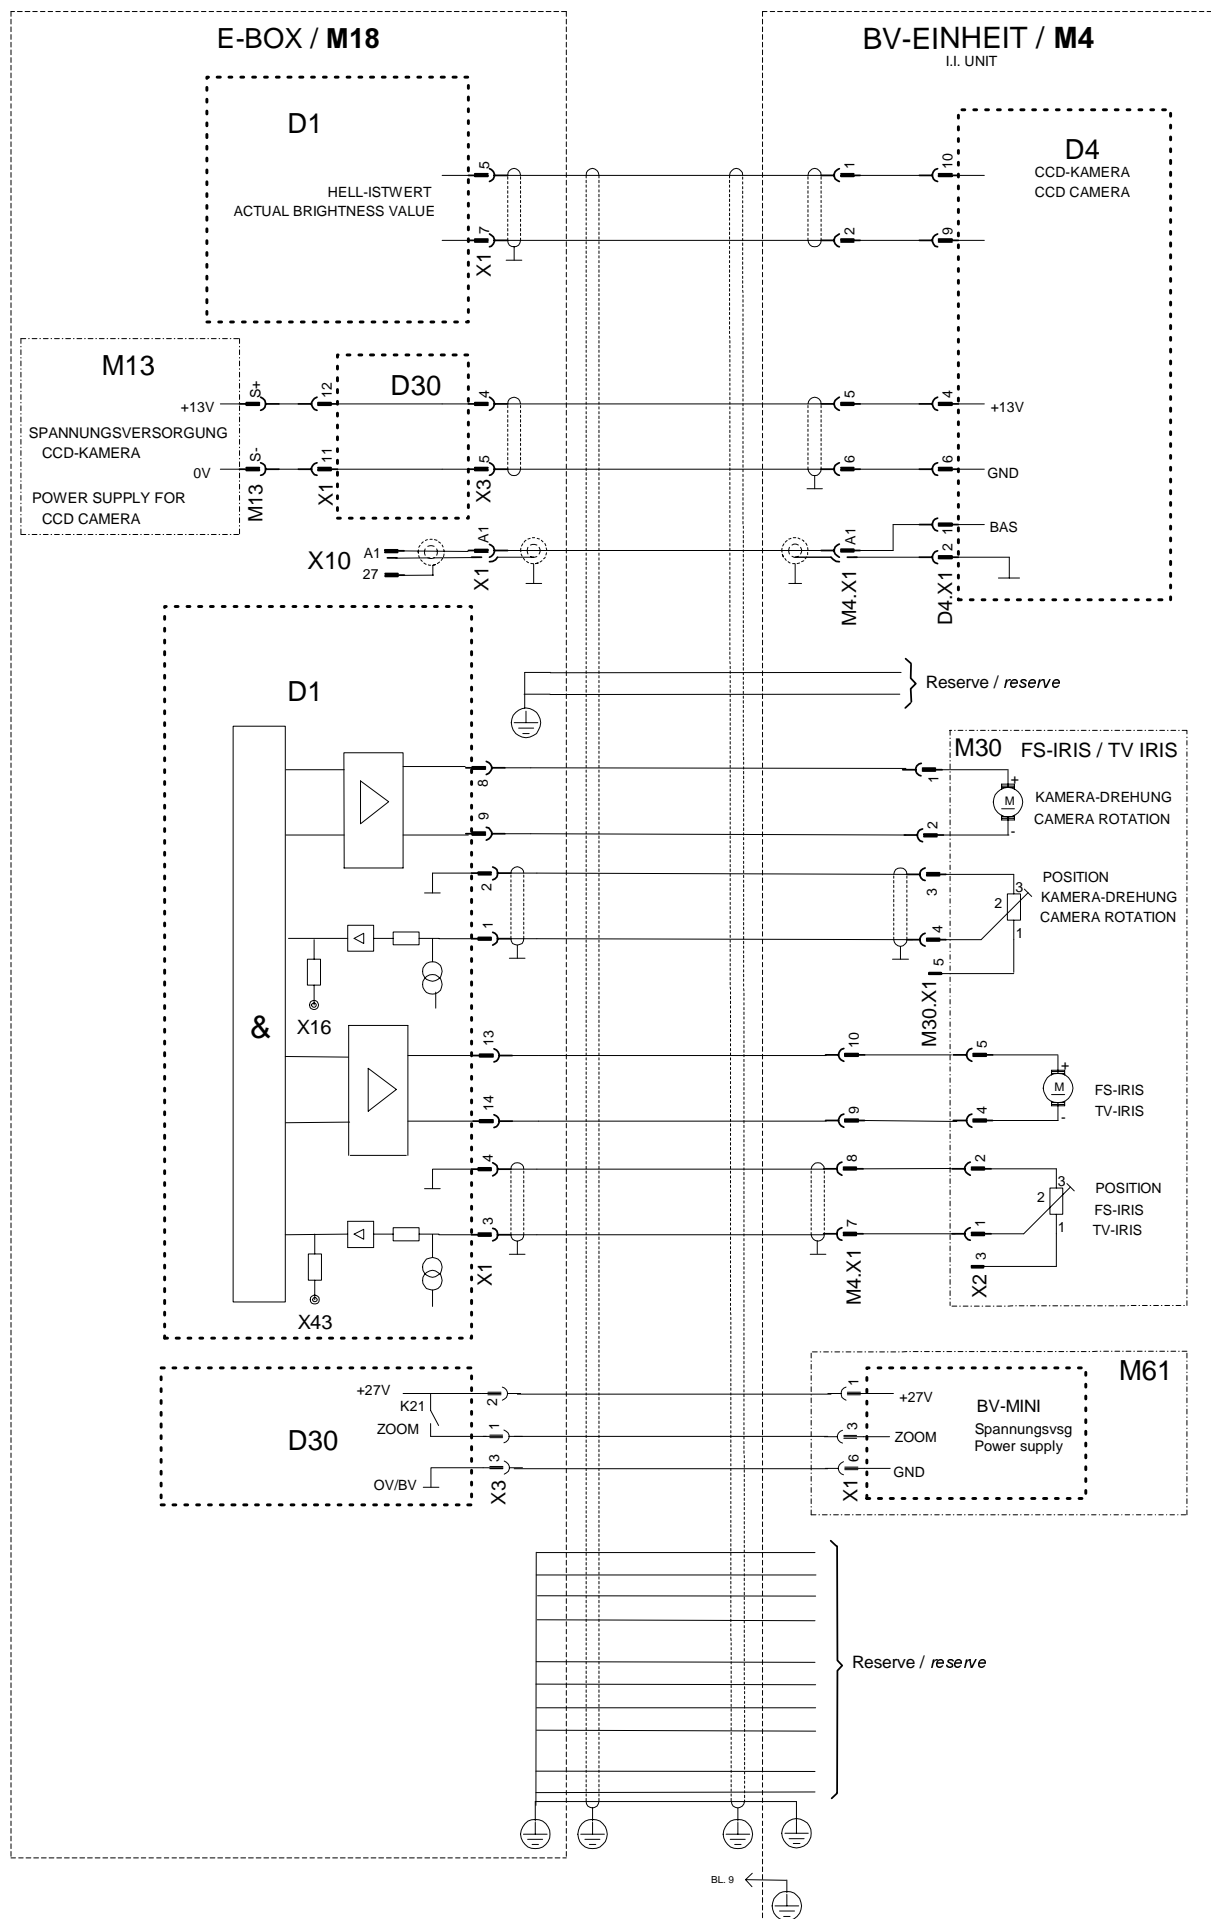 E-BOX / M18
BV-EINHEIT / M4
I.I. UNIT
D1
HELL-ISTWERT
ACTUAL BRIGHTNESS VALUE
5
7
X1
1
2
10
9
D4
CCD-KAMERA
CCD CAMERA
M13
+13V
SPANNUNGSVERSORGUNG
CCD-KAMERA
0V
POWER SUPPLY FOR
CCD CAMERA
S+
S-
M13
12
11
X1
D30
4
5
X3
5
6
4
6
+13V
GND
X10
A1
27
A1
X1
A1
M4.X1
1
2
D4.X1
BAS
Reserve / reserve
D1
&
X16
X43
8
9
2
1
13
14
4
3
X1
M30
FS-IRIS / TV IRIS
1
2
3
4
5
M30.X1
M
+
-
KAMERA-DREHUNG
CAMERA ROTATION
3
2
1
POSITION
KAMERA-DREHUNG
CAMERA ROTATION
10
9
8
7
M4.X1
5
4
2
1
3
X2
M
+
-
FS-IRIS
TV-IRIS
3
2
1
POSITION
FS-IRIS
TV-IRIS
+27V
K21
ZOOM
D30
OV/BV
2
1
3
X3
1
3
6
X1
M61
+27V
ZOOM
GND
BV-MINI
Spannungsvsg
Power supply
Reserve / reserve
BL. 9